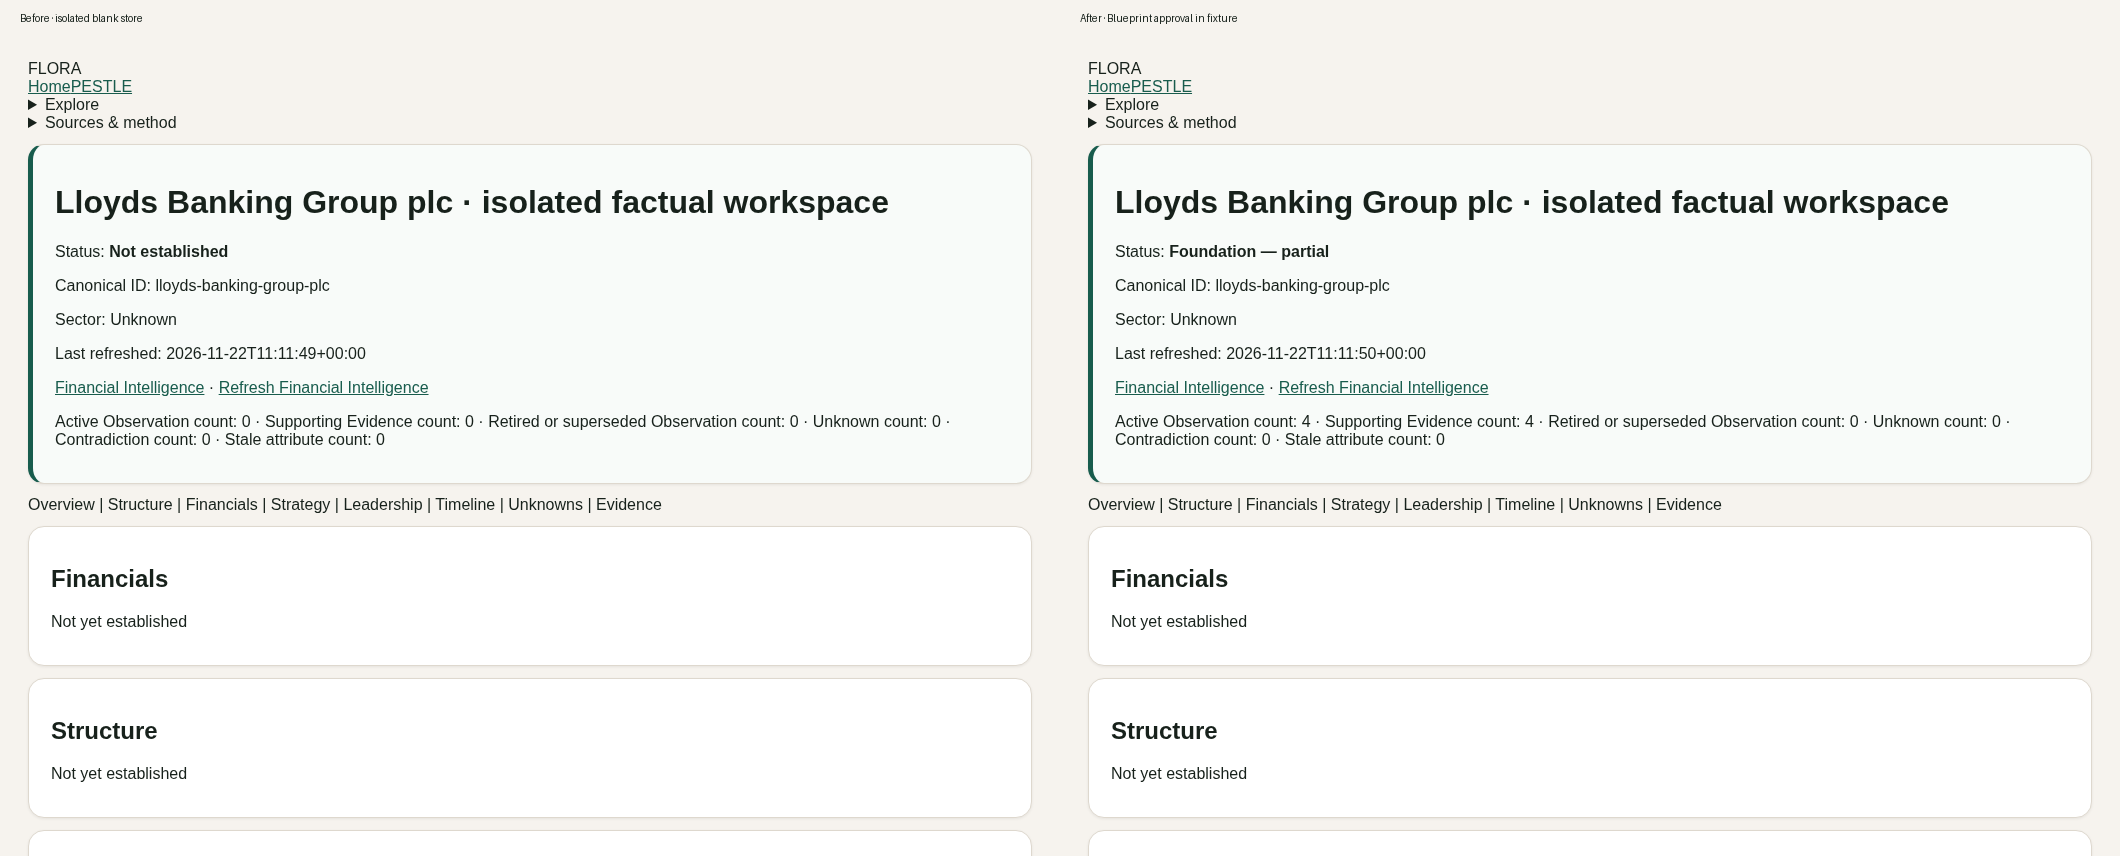 Before · isolated blank store
FLORA
HomePESTLE
▶ Explore
▶ Sources & method
Lloyds Banking Group plc · isolated factual workspace
Status: Not established
Canonical ID: lloyds-banking-group-plc
Sector: Unknown
Last refreshed: 2026-11-22T11:11:49+00:00
Financial Intelligence · Refresh Financial Intelligence
Active Observation count: 0 · Supporting Evidence count: 0 · Retired or superseded Observation count: 0 · Unknown count: 0 ·
Contradiction count: 0 · Stale attribute count: 0
Overview | Structure | Financials | Strategy | Leadership | Timeline | Unknowns | Evidence
Financials
Not yet established
Structure
Not yet established
After · Blueprint approval in fixture
FLORA
HomePESTLE
▶ Explore
▶ Sources & method
Lloyds Banking Group plc · isolated factual workspace
Status: Foundation — partial
Canonical ID: lloyds-banking-group-plc
Sector: Unknown
Last refreshed: 2026-11-22T11:11:50+00:00
Financial Intelligence · Refresh Financial Intelligence
Active Observation count: 4 · Supporting Evidence count: 4 · Retired or superseded Observation count: 0 · Unknown count: 0 ·
Contradiction count: 0 · Stale attribute count: 0
Overview | Structure | Financials | Strategy | Leadership | Timeline | Unknowns | Evidence
Financials
Not yet established
Structure
Not yet established